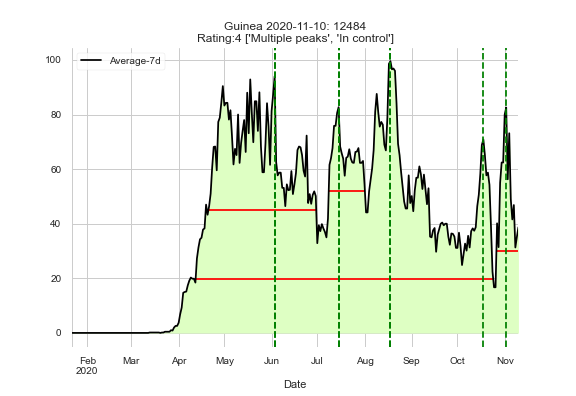 Guinea 2020-11-10: 12484
Rating:4 ['Multiple peaks', 'In control']
Average-7d
100
80
60
40
20
0
Feb Mar Apr May Jun Jul Aug Sep Oct Nov
2020
Date